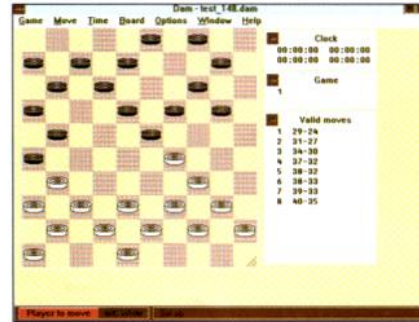 Dam - test_148.dam
Game Move Time Board Options Window Help
Clock
00:00:00 00:00:00
00:00:00 00:00:00
Game
1
Valid moves
1 29-24
2 31-27
3 34-30
4 37-32
5 38-32
6 38-33
7 39-33
8 40-35
Player to move